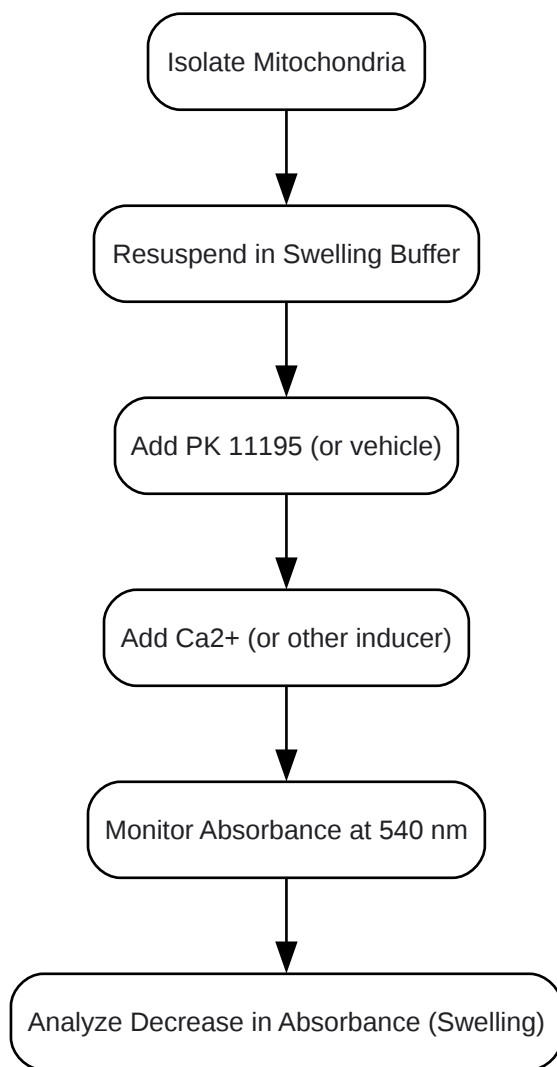 Isolate Mitochondria
Resuspend in Swelling Buffer
Add PK 11195 (or vehicle)
Add Ca2+ (or other inducer)
Monitor Absorbance at 540 nm
Analyze Decrease in Absorbance (Swelling)